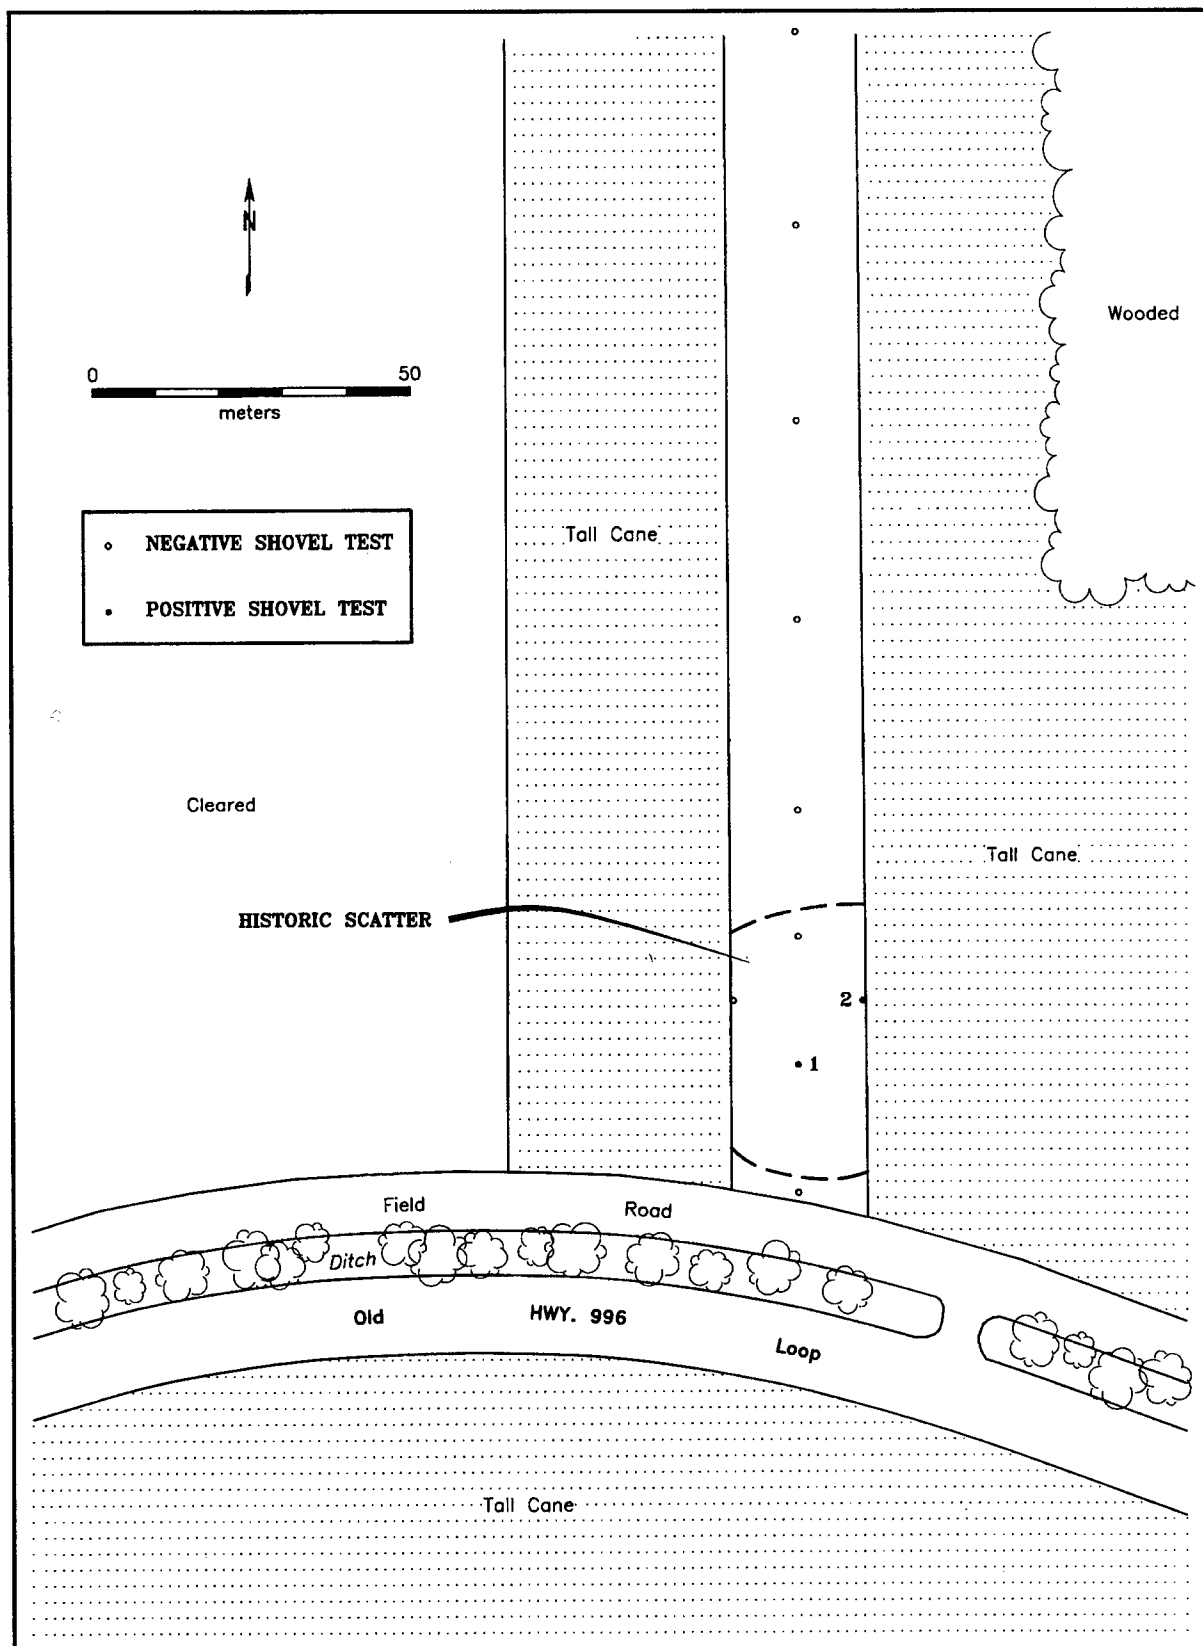 N
Wooded
0 50
meters
Tall Cane
NEGATIVE SHOVEL TEST
POSITIVE SHOVEL TEST
Cleared
Tall Cane
HISTORIC SCATTER
2
1
Field Road
Ditch
Old HWY. 996
Loop
Tall Cane